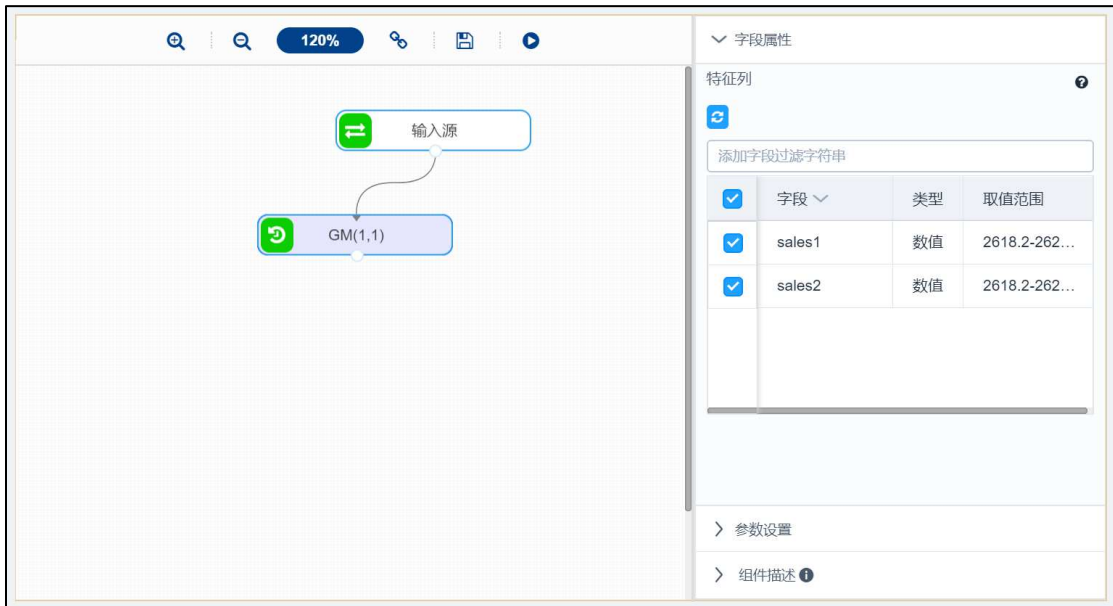 120%
输入源
GM(1,1)
字段属性
特征列
添加字段过滤字符串
字段 类型 取值范围
sales1 数值 2618.2-262...
sales2 数值 2618.2-262...
参数设置
组件描述